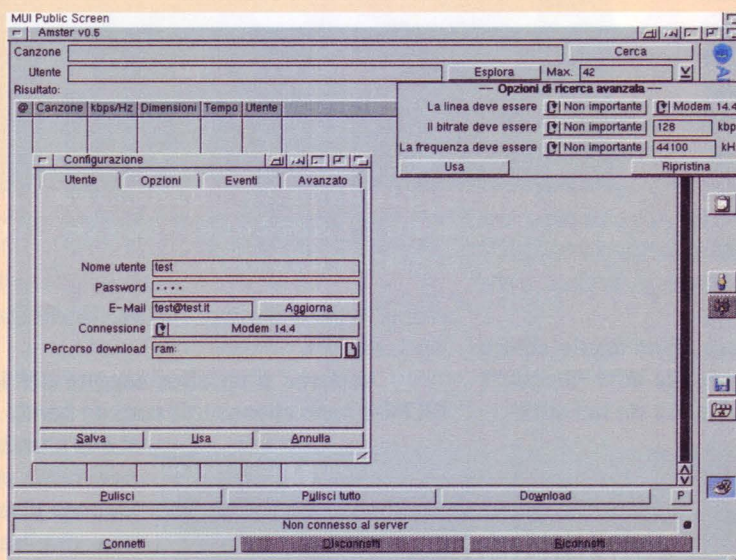 MUI Public Screen
Amster v0.5
Canzone Cerca
Utente Esplora Max. 42
Risultato:
@ Canzone kbps/Hz Dimensioni Tempo Utente
Opzioni di ricerca avanzata
La linea deve essere Non importante Modem 14.4
Il bitrate deve essere Non importante 128 kbp
La frequenza deve essere Non importante 44100 kH
Usa Ripristina
Configurazione
Utente Opzioni Eventi Avanzato
Nome utente test
Password ····
E-Mail test@test.it Aggiorna
Connessione Modem 14.4
Percorso download ram:
Salva Usa Annulla
Pulisci Pulisci tutto Download P
Non connesso al server
Connetti Disconnetti Riconnetti